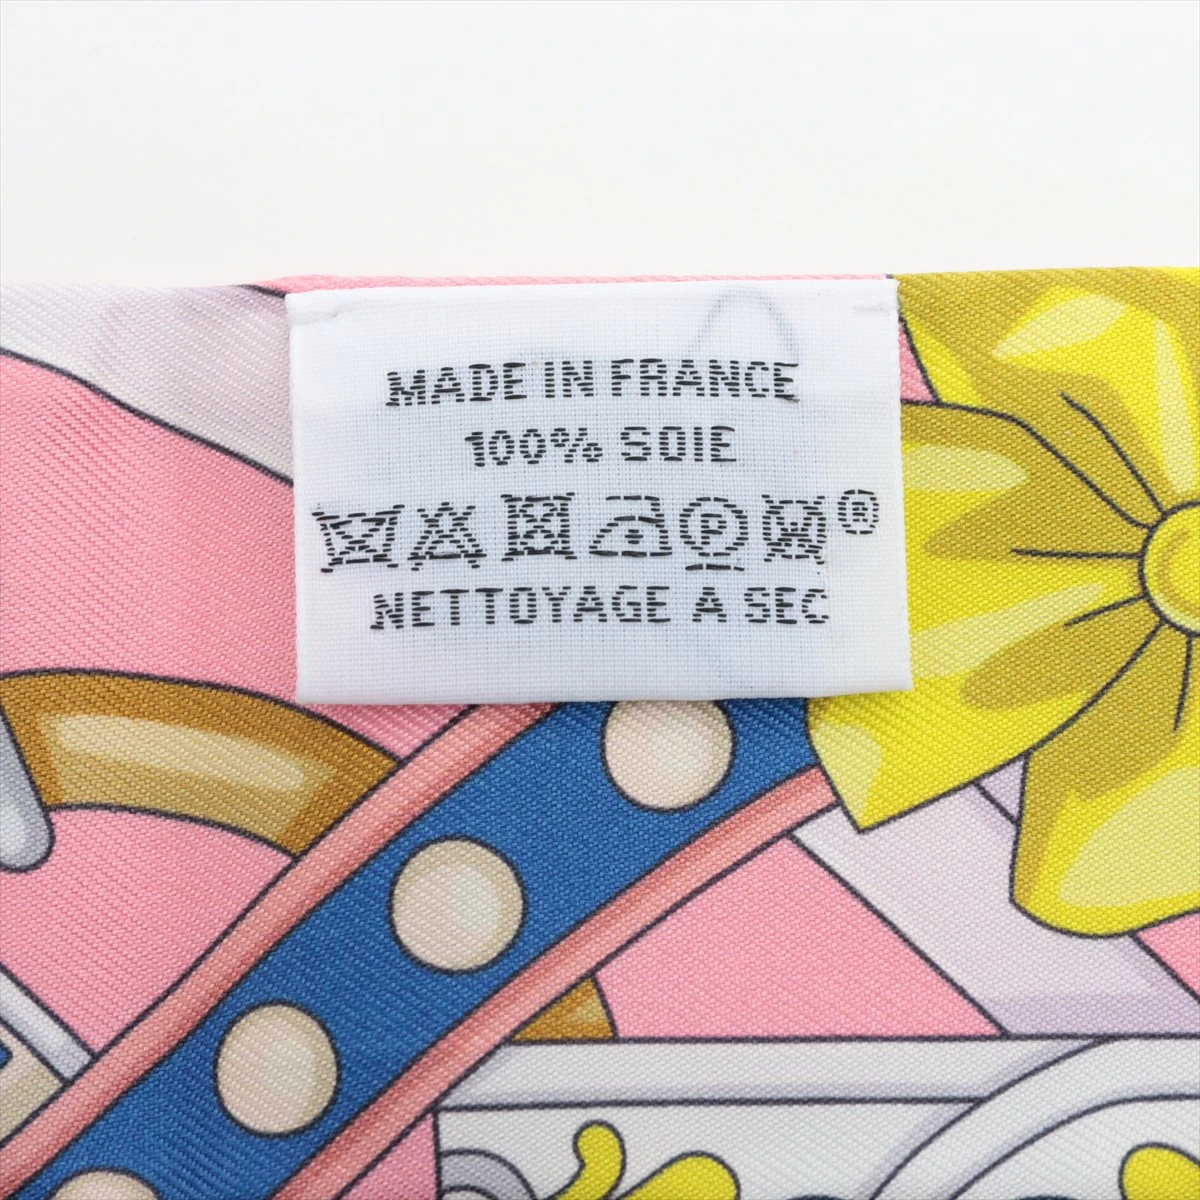 MADE IN FRANCE
100% SOIE
P W ®
NETTOYAGE A SEC